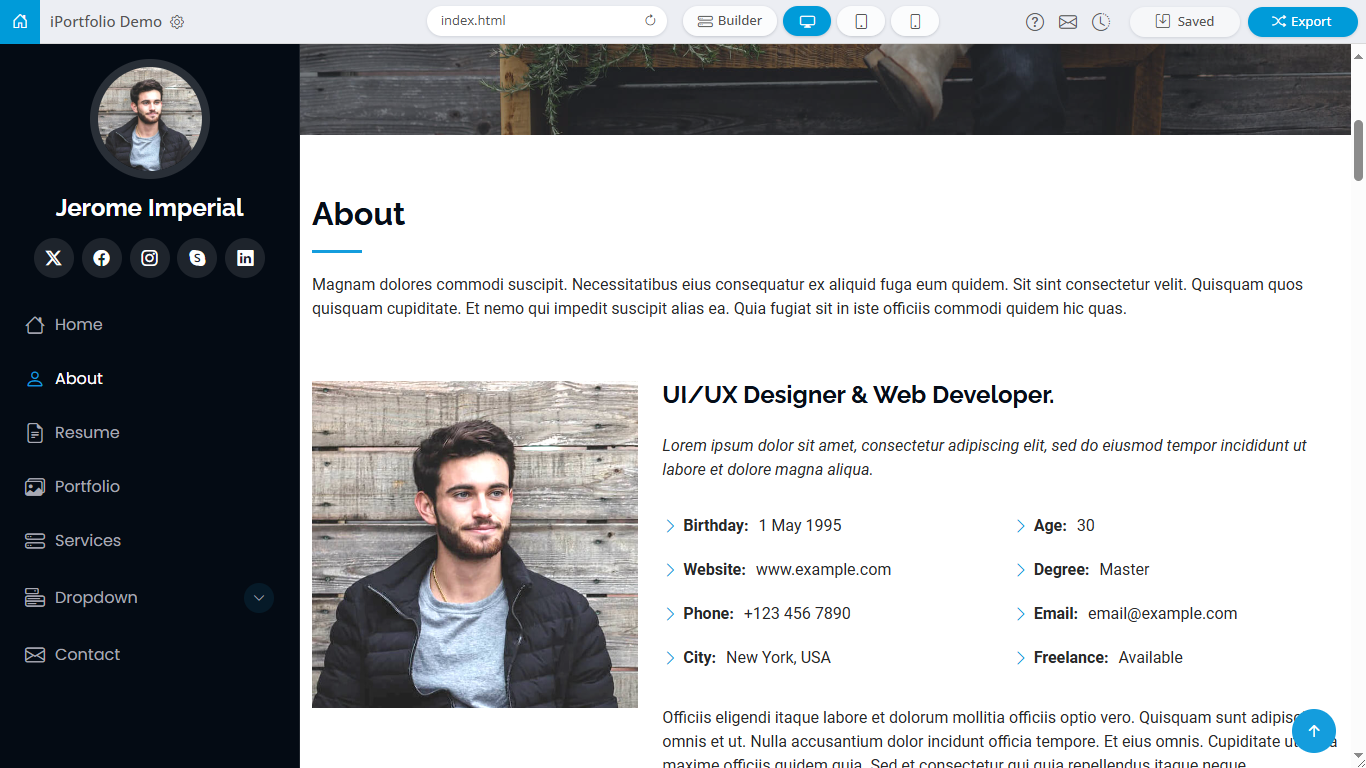 iPortfolio Demo
index.html
Builder
Saved
Export
Jerome Imperial
Home
About
Resume
Portfolio
Services
Dropdown
Contact
About
Magnam dolores commodi suscipit. Necessitatibus eius consequatur ex aliquid fuga eum quidem. Sit sint consectetur velit. Quisquam quos
quisquam cupiditate. Et nemo qui impedit suscipit alias ea. Quia fugiat sit in iste officiis commodi quidem hic quas.
UI/UX Designer & Web Developer.
Lorem ipsum dolor sit amet, consectetur adipiscing elit, sed do eiusmod tempor incididunt ut
labore et dolore magna aliqua.
Birthday: 1 May 1995
Age: 30
Website: www.example.com
Degree: Master
Phone: +123 456 7890
Email: email@example.com
City: New York, USA
Freelance: Available
Officiis eligendi itaque labore et dolorum mollitia officiis optio vero. Quisquam sunt
omnis et ut. Nulla accusantium dolor incidunt officia tempore. Et eius omnis. Cupiditate
maxime officiis quidem quia. Sed et consectetur qui quia repellendus itaque neque.